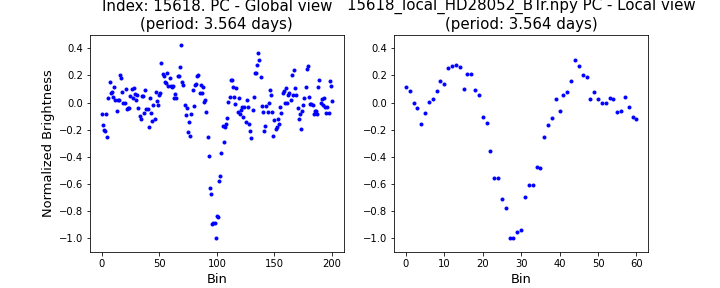 Index: 15618. PC - Global view
(period: 3.564 days)
15618_local_HD28052_BTr.npy PC - Local view
(period: 3.564 days)
Normalized Brightness
0.4
0.2
0.0
−0.2
−0.4
−0.6
−0.8
−1.0
0 50 100 150 200
Bin
0.4
0.2
0.0
−0.2
−0.4
−0.6
−0.8
−1.0
0 10 20 30 40 50 60
Bin